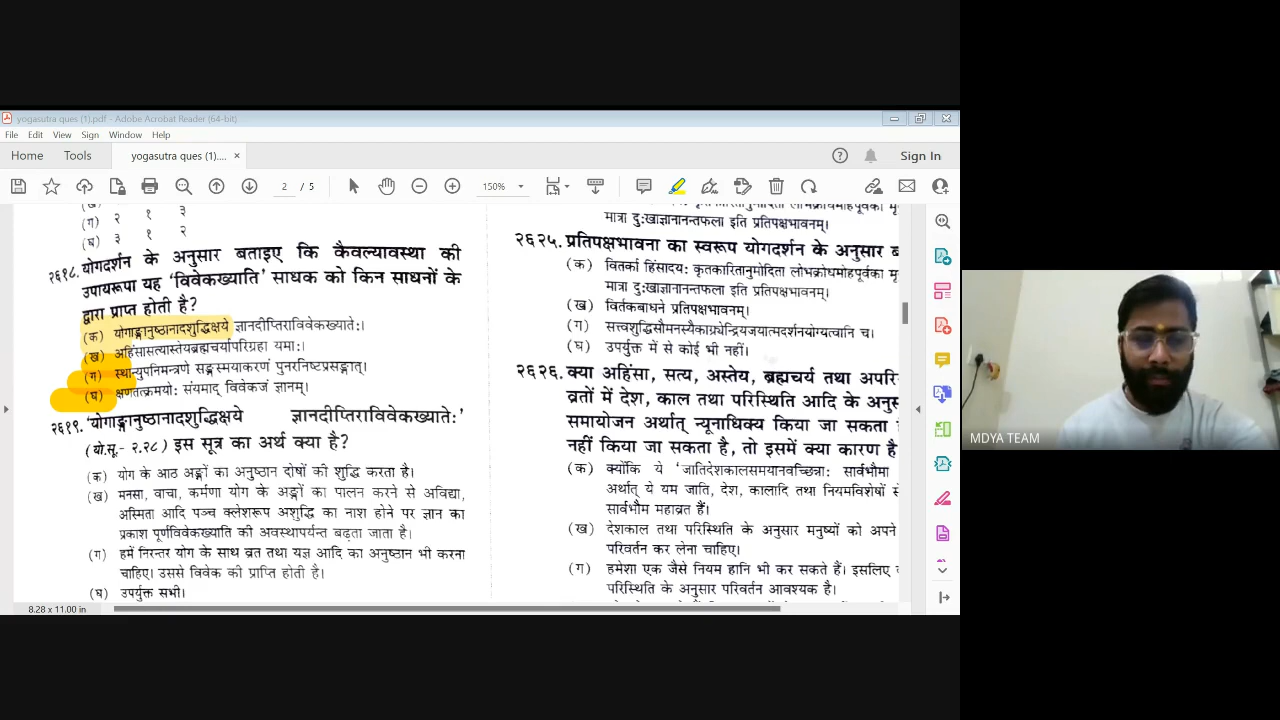 yogasutra ques (1).pdf - Adobe Acrobat Reader (64-bit)
File Edit View Sign Window Help
Home Tools yogasutra ques (1).... × Sign In
2 / 5 150%
(ग) २ १ ३
(घ) ३ १ २
२६१८. योगदर्शन के अनुसार बताइए कि कैवल्यावस्था की
उपायरूपा यह 'विवेकख्याति' साधक को किन साधनों के
द्वारा प्राप्त होती है?
(क) योगाङ्गानुष्ठानादशुद्धिक्षये ज्ञानदीप्तिराविवेकख्यातेः।
(ख) अहिंसासत्यास्तेयब्रह्मचर्यापरिग्रहा यमाः।
(ग) स्थान्युपनिमन्त्रणे सङ्गस्मयाकरणं पुनरनिष्टप्रसङ्गात्।
(घ) क्षणतत्क्रमयोः संयमाद् विवेकजं ज्ञानम्।
२६१९. 'योगाङ्गानुष्ठानादशुद्धिक्षये ज्ञानदीप्तिराविवेकख्यातेः'
(यो.सू.- २.२८) इस सूत्र का अर्थ क्या है?
(क) योग के आठ अङ्गों का अनुष्ठान दोषों की शुद्धि करता है।
(ख) मनसा, वाचा, कर्मणा योग के अङ्गों का पालन करने से अविद्या,
अस्मिता आदि पञ्च क्लेशरूप अशुद्धि का नाश होने पर ज्ञान का
प्रकाश पूर्णविवेकख्याति की अवस्थापर्यन्त बढ़ता जाता है।
(ग) हमें निरन्तर योग के साथ व्रत तथा यज्ञ आदि का अनुष्ठान भी करना
चाहिए। उससे विवेक की प्राप्ति होती है।
(घ) उपर्युक्त सभी।
मात्रा दुःखाज्ञानानन्तफला इति प्रतिपक्षभावनम्।
२६२५. प्रतिपक्षभावना का स्वरूप योगदर्शन के अनुसार
(क) वितर्का हिंसादयः कृतकारितानुमोदिता लोभक्रोधमोहपूर्वका
मात्रा दुःखाज्ञानानन्तफला इति प्रतिपक्षभावनम्।
(ख) विर्तकबाधने प्रतिपक्षभावनम्।
(ग) सत्त्वशुद्धिसौमनस्यैकाग्र्येन्द्रियजयात्मदर्शनयोग्यत्वानि च।
(घ) उपर्युक्त में से कोई भी नहीं।
२६२६. क्या अहिंसा, सत्य, अस्तेय, ब्रह्मचर्य तथा अपरि
व्रतों में देश, काल तथा परिस्थिति आदि के अनुस
समायोजन अर्थात् न्यूनाधिक्य किया जा सकता
नहीं किया जा सकता है, तो इसमें क्या कारण है
(क) क्योंकि ये 'जातिदेशकालसमयानवच्छिन्नाः सार्वभौमा
अर्थात् ये यम जाति, देश, कालादि तथा नियमविशेषों से
सार्वभौम महाव्रत हैं।
(ख) देशकाल तथा परिस्थिति के अनुसार मनुष्यों को अपने
परिवर्तन कर लेना चाहिए।
(ग) हमेशा एक जैसे नियम हानि भी कर सकते हैं। इसलिए
परिस्थिति के अनुसार परिवर्तन आवश्यक है।
8.28 x 11.00 in
MDYA TEAM